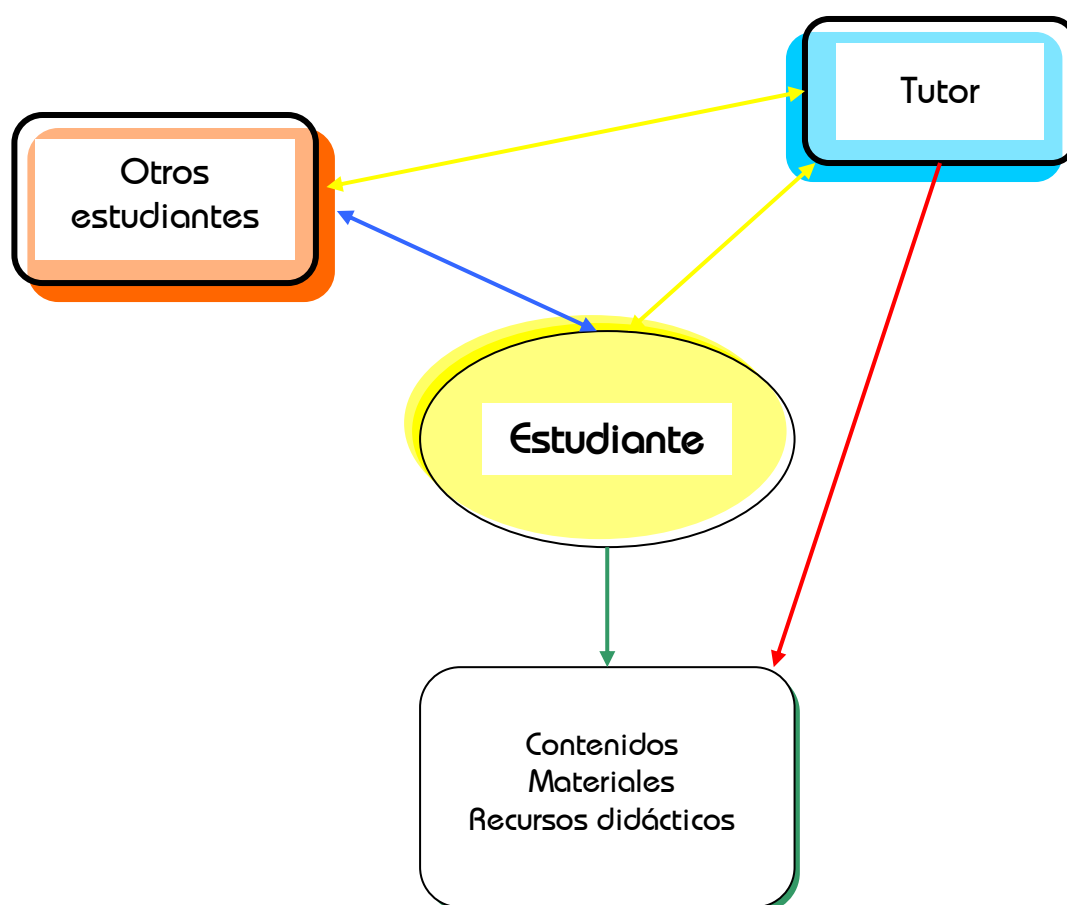 Tutor
Otros
estudiantes
Estudiante
Contenidos
Materiales
Recursos didácticos